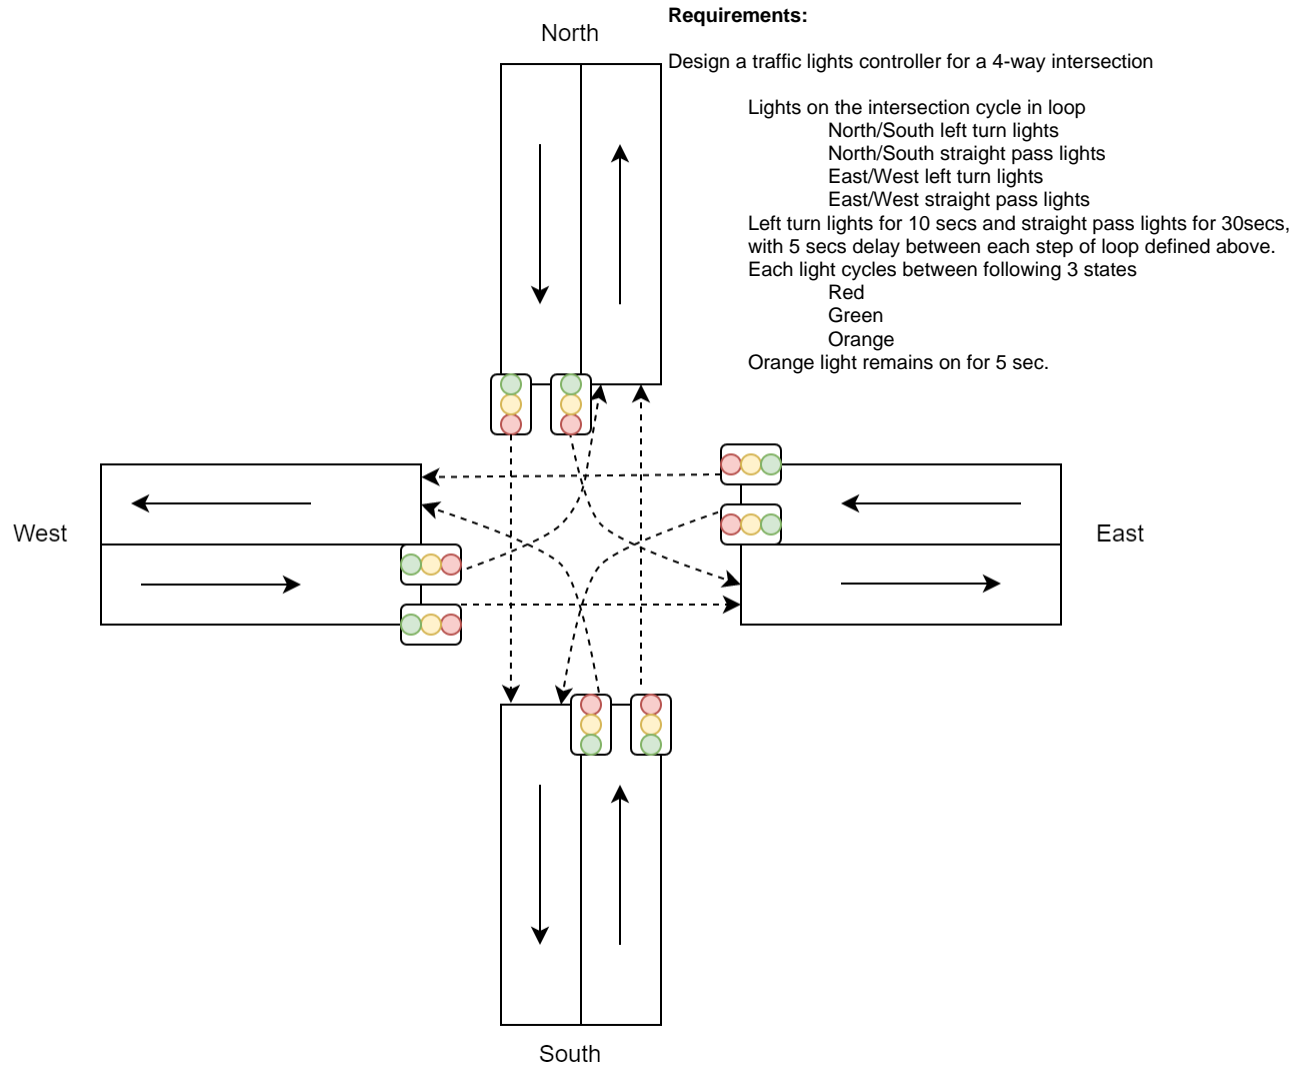 Requirements:
North
Design a traffic lights controller for a 4-way intersection
Lights on the intersection cycle in loop
North/South left turn lights
North/South straight pass lights
East/West left turn lights
East/West straight pass lights
Left turn lights for 10 secs and straight pass lights for 30secs,
with 5 secs delay between each step of loop defined above.
Each light cycles between following 3 states
Red
Green
Orange
Orange light remains on for 5 sec.
West
East
South